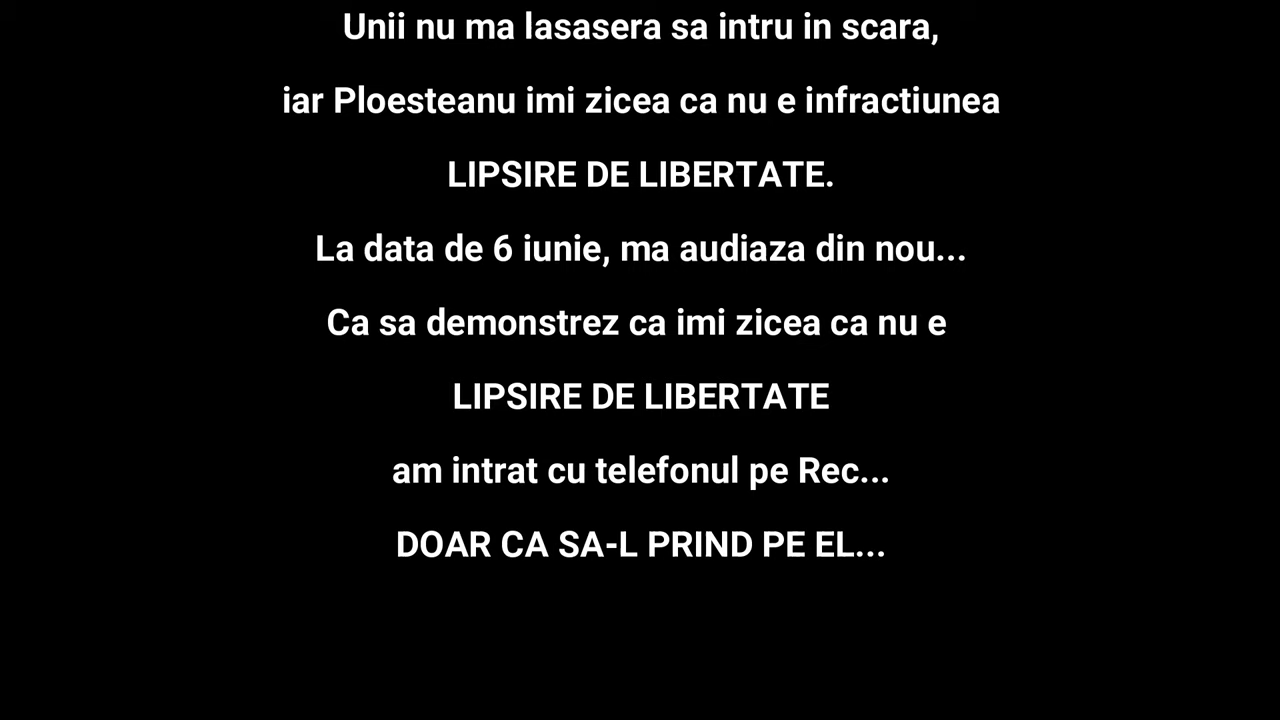 Unii nu ma lasasera sa intru in scara,
iar Ploesteanu imi zicea ca nu e infractiunea
LIPSIRE DE LIBERTATE.
La data de 6 iunie, ma audiaza din nou...
Ca sa demonstrez ca imi zicea ca nu e
LIPSIRE DE LIBERTATE
am intrat cu telefonul pe Rec...
DOAR CA SA-L PRIND PE EL...